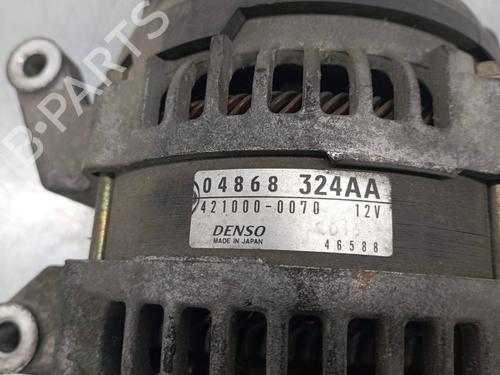 B-PARTS
04868 324AA
421000-0070 12V
DENSO
MADE IN JAPAN
46588